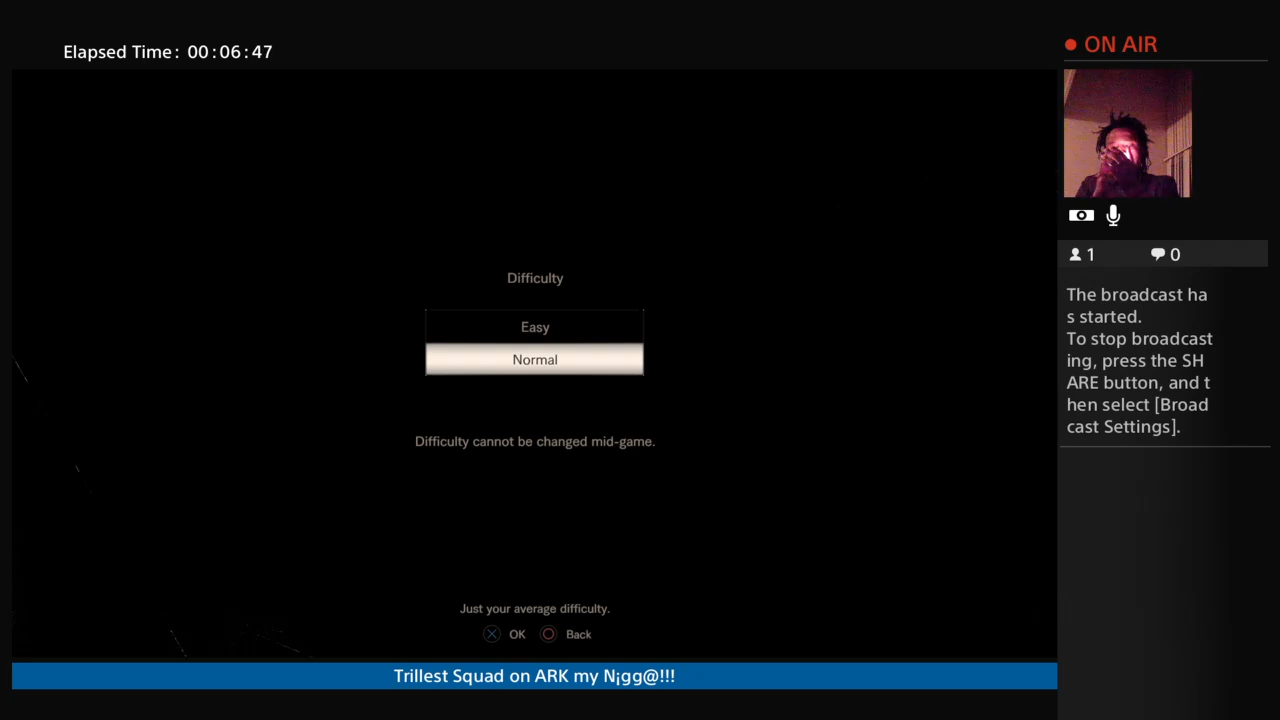 Elapsed Time: 00:06:47
ON AIR
1
0
The broadcast ha
s started.
To stop broadcast
ing, press the SH
ARE button, and t
hen select [Broad
cast Settings].
Difficulty
Easy
Normal
Difficulty cannot be changed mid-game.
Just your average difficulty.
OK
Back
Trillest Squad on ARK my N¡gg@!!!